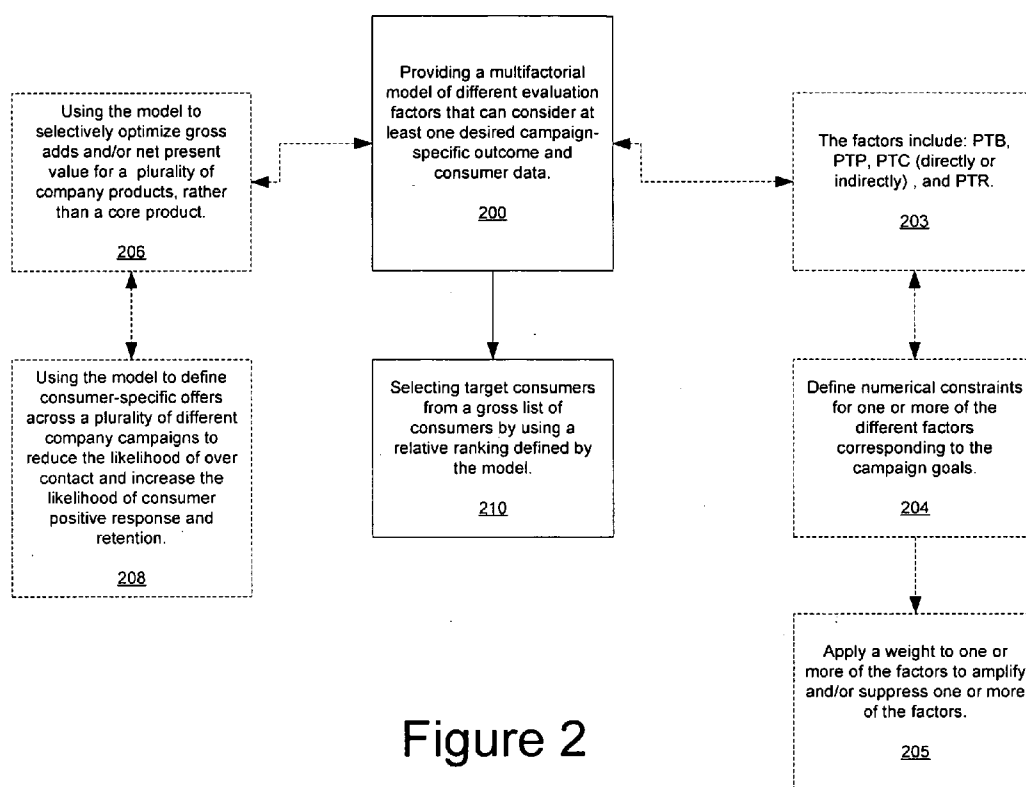 Providing a multifactorial
model of different evaluation
factors that can consider at
least one desired campaign-
specific outcome and
consumer data.
200
Using the model to
selectively optimize gross
adds and/or net present
value for a plurality of
company products, rather
than a core product.
206
The factors include: PTB,
PTP, PTC (directly or
indirectly) , and PTR.
203
Using the model to define
consumer-specific offers
across a plurality of different
company campaigns to
reduce the likelihood of over
contact and increase the
likelihood of consumer
positive response and
retention.
208
Selecting target consumers
from a gross list of
consumers by using a
relative ranking defined by
the model.
210
Define numerical constraints
for one or more of the
different factors
corresponding to the
campaign goals.
204
Apply a weight to one or
more of the factors to amplify
and/or suppress one or more
of the factors.
205
Figure 2